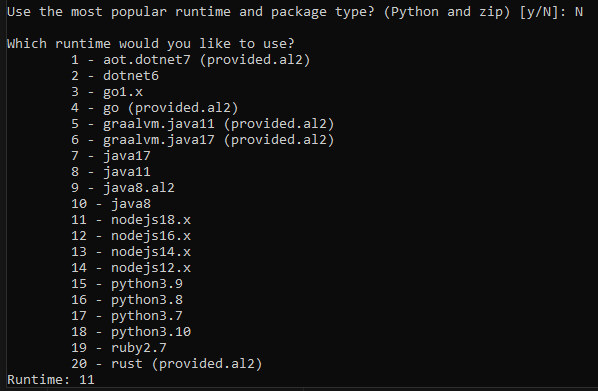 Use the most popular runtime and package type? (Python and zip) [y/N]: N
Which runtime would you like to use?
1 - aot.dotnet7 (provided.al2)
2 - dotnet6
3 - go1.x
4 - go (provided.al2)
5 - graalvm.java11 (provided.al2)
6 - graalvm.java17 (provided.al2)
7 - java17
8 - java11
9 - java8.al2
10 - java8
11 - nodejs18.x
12 - nodejs16.x
13 - nodejs14.x
14 - nodejs12.x
15 - python3.9
16 - python3.8
17 - python3.7
18 - python3.10
19 - ruby2.7
20 - rust (provided.al2)
Runtime: 11